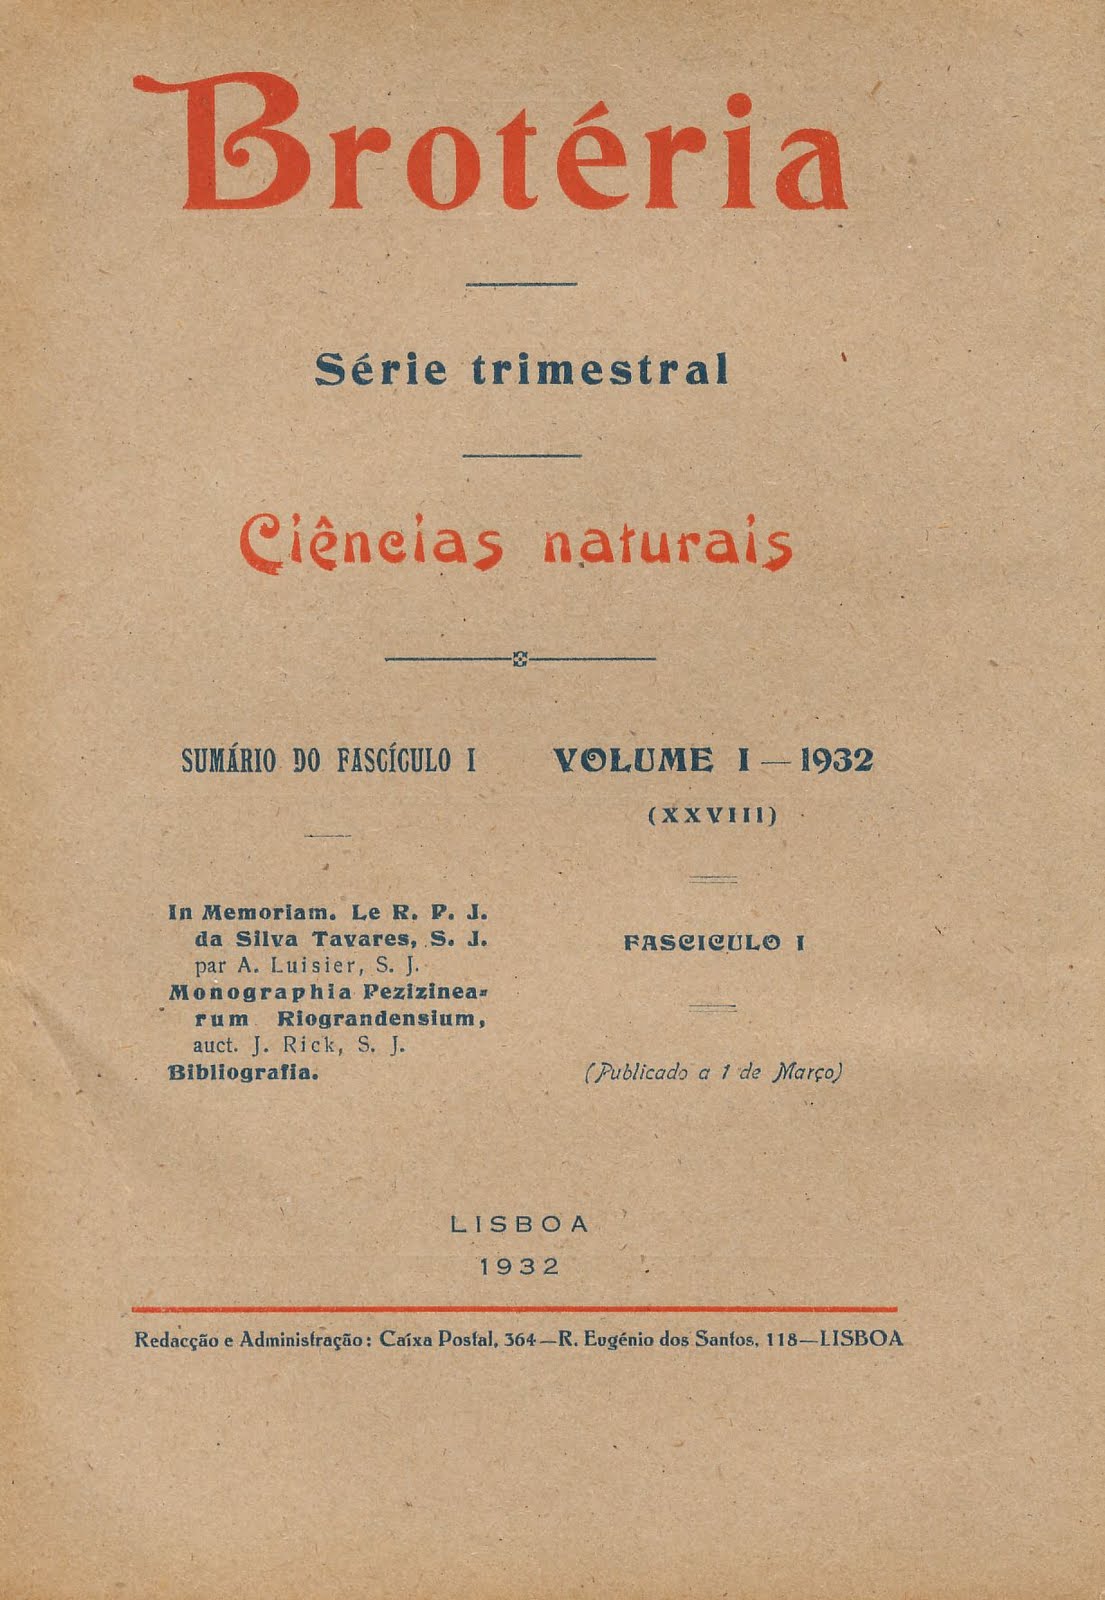 Brotéria
Série trimestral
Ciências naturais
SUMÁRIO DO FASCÍCULO I
In Memoriam. Le R. P. J.
da Silva Tavares, S. J.
par A. Luisier, S. J.
Monographia Pezizinea-
rum Riograndensium,
auct. J. Rick, S. J.
Bibliografia.
VOLUME I — 1932
(XXVIII)
FASCICULO I
(Publicado a 1 de Março)
LISBOA
1932
Redacção e Administração: Caixa Postal, 364—R. Eugénio dos Santos, 118—LISBOA